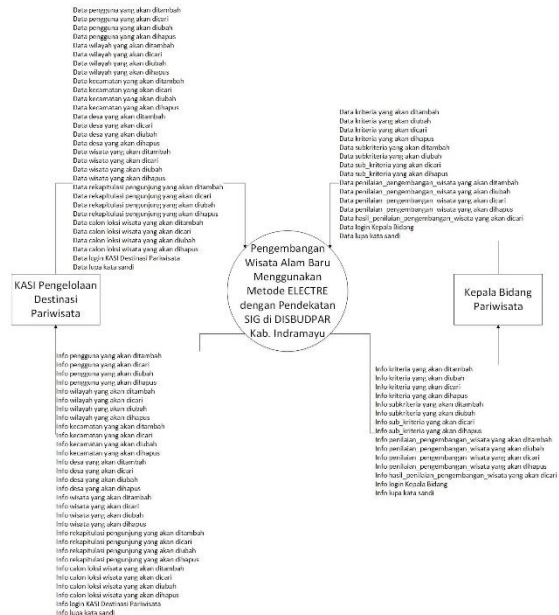 Data pengguna yang akan ditambah
Data pengguna yang akan dicari
Data pengguna yang akan diubah
Data pengguna yang akan dihapus
Data wilayah yang akan ditambah
Data wilayah yang akan dicari
Data wilayah yang akan diubah
Data wilayah yang akan dihapus
Data kecamatan yang akan ditambah
Data kecamatan yang akan dicari
Data kecamatan yang akan diubah
Data kecamatan yang akan dihapus
Data desa yang akan ditambah
Data desa yang akan dicari
Data desa yang akan diubah
Data desa yang akan dihapus
Data wisata yang akan ditambah
Data wisata yang akan dicari
Data wisata yang akan diubah
Data wisata yang akan dihapus
Data rekapitulasi pengunjung yang akan ditambah
Data rekapitulasi pengunjung yang akan dicari
Data rekapitulasi pengunjung yang akan diubah
Data rekapitulasi pengunjung yang akan dihupus
Data calon loksi wisata yang akan ditambah
Data calon loksi wisata yang akan dicari
Data calon loksi wisata yang akan diubah
Data calon loksi wisata yang akan dihapus
Data login KASI Destinasi Pariwisata
Data lupa kata sandi
Data kriteria yang akan ditambah
Data kriteria yang akan diubah
Data kriteria yang akan dicari
Data kriteria yang akan dihapus
Data subkriteria yang akan ditambah
Data subkriteria yang akan diubah
Data sub_kriteria yang akan dicari
Data sub_kriteria yang akan dihapus
Data penilaian_pengembangan_wisata yang akan ditambah
Data penilaian_pengembangan_wisata yang akan diubah
Data penilaian_pengembangan_wisata yang akan dicari
Data penilaian_pengembangan_wisata yang akan dihapus
Data hasil_penilaian_pengembangan_wisata yang akan dicari
Data login Kepala Bidang
Data lupa kata sandi
KASI Pengelolaan
Destinasi
Pariwisata
Pengembangan
Wisata Alam Baru
Menggunakan
Metode ELECTRE
dengan Pendekatan
SIG di DISBUDPAR
Kab. Indramayu
Kepala Bidang
Pariwisata
Info pengguna yang akan ditambah
Info pengguna yang akan dicari
Info pengguna yang akan diubah
Info pengguna yang akan dihapus
Info wilayah yang akan ditambah
Info wilayah yang akan dicari
Info wilayah yang akan diubah
Info wilayah yang akan dihapus
Info kecamatan yang akan ditambah
Info kecamatan yang akan dicari
Info kecamatan yang akan diubah
Info kecamatan yang akan dihapus
Info desa yang akan ditambah
Info desa yang akan dicari
Info desa yang akan diubah
Info desa yang akan dihapus
Info wisata yang akan ditambah
Info wisata yang akan dicari
Info wisata yang akan diubah
Info wisata yang akan dihapus
Info rekapitulasi pengunjung yang akan ditambah
Info rekapitulasi pengunjung yang akan dicari
Info rekapitulasi pengunjung yang akan diubah
Info rekapitulasi pengunjung yang akan dihapus
Info calon loksi wisata yang akan ditambah
Info calon loksi wisata yang akan dicari
Info calon loksi wisata yang akan diubah
Info calon loksi wisata yang akan dihapus
Info login KASI Destinasi Pariwisata
Info lupa kata sandi
Info kriteria yang akan ditambah
Info kriteria yang akan diubah
Info kriteria yang akan dicari
Info kriteria yang akan dihapus
Info subkriteria yang akan ditambah
Info subkriteria yang akan diubah
Info sub_kriteria yang akan dicari
Info sub_kriteria yang akan dihapus
Info penilaian_pengembangan_wisata yang akan ditambah
Info penilaian_pengembangan_wisata yang akan diubah
Info penilaian_pengembangan_wisata yang akan dicari
Info penilaian_pengembangan_wisata yang akan dihapus
Info hasil_penilaian_pengembangan_wisata yang akan dicari
Info login Kepala Bidang
Info lupa kata sandi